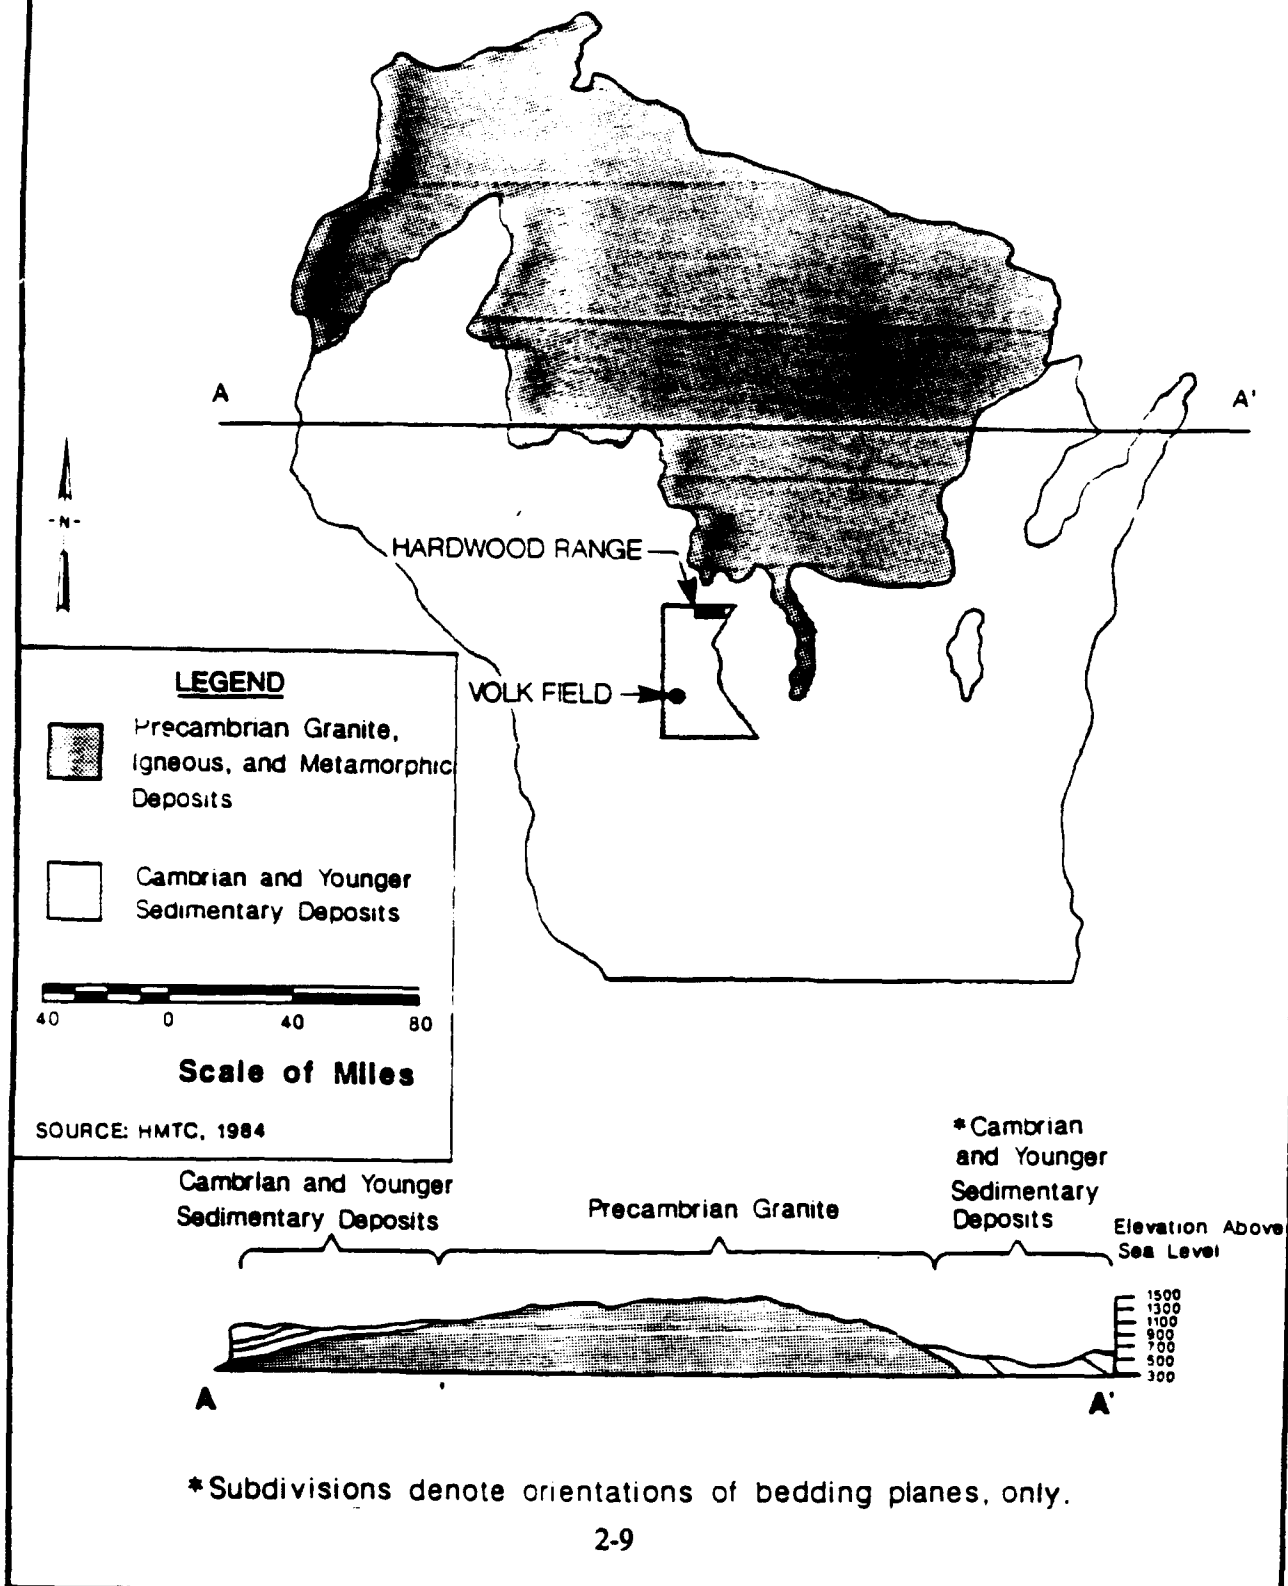 A
A'
-N-
HARDWOOD RANGE
VOLK FIELD
LEGEND
Precambrian Granite,
Igneous, and Metamorphic
Deposits
Cambrian and Younger
Sedimentary Deposits
40 0 40 80
Scale of Miles
SOURCE: HMTC, 1984
Cambrian and Younger
Sedimentary Deposits
Precambrian Granite
*Cambrian
and Younger
Sedimentary
Deposits
Elevation Above
Sea Level
1500
1300
1100
900
700
500
300
A
A'
*Subdivisions denote orientations of bedding planes, only.
2-9